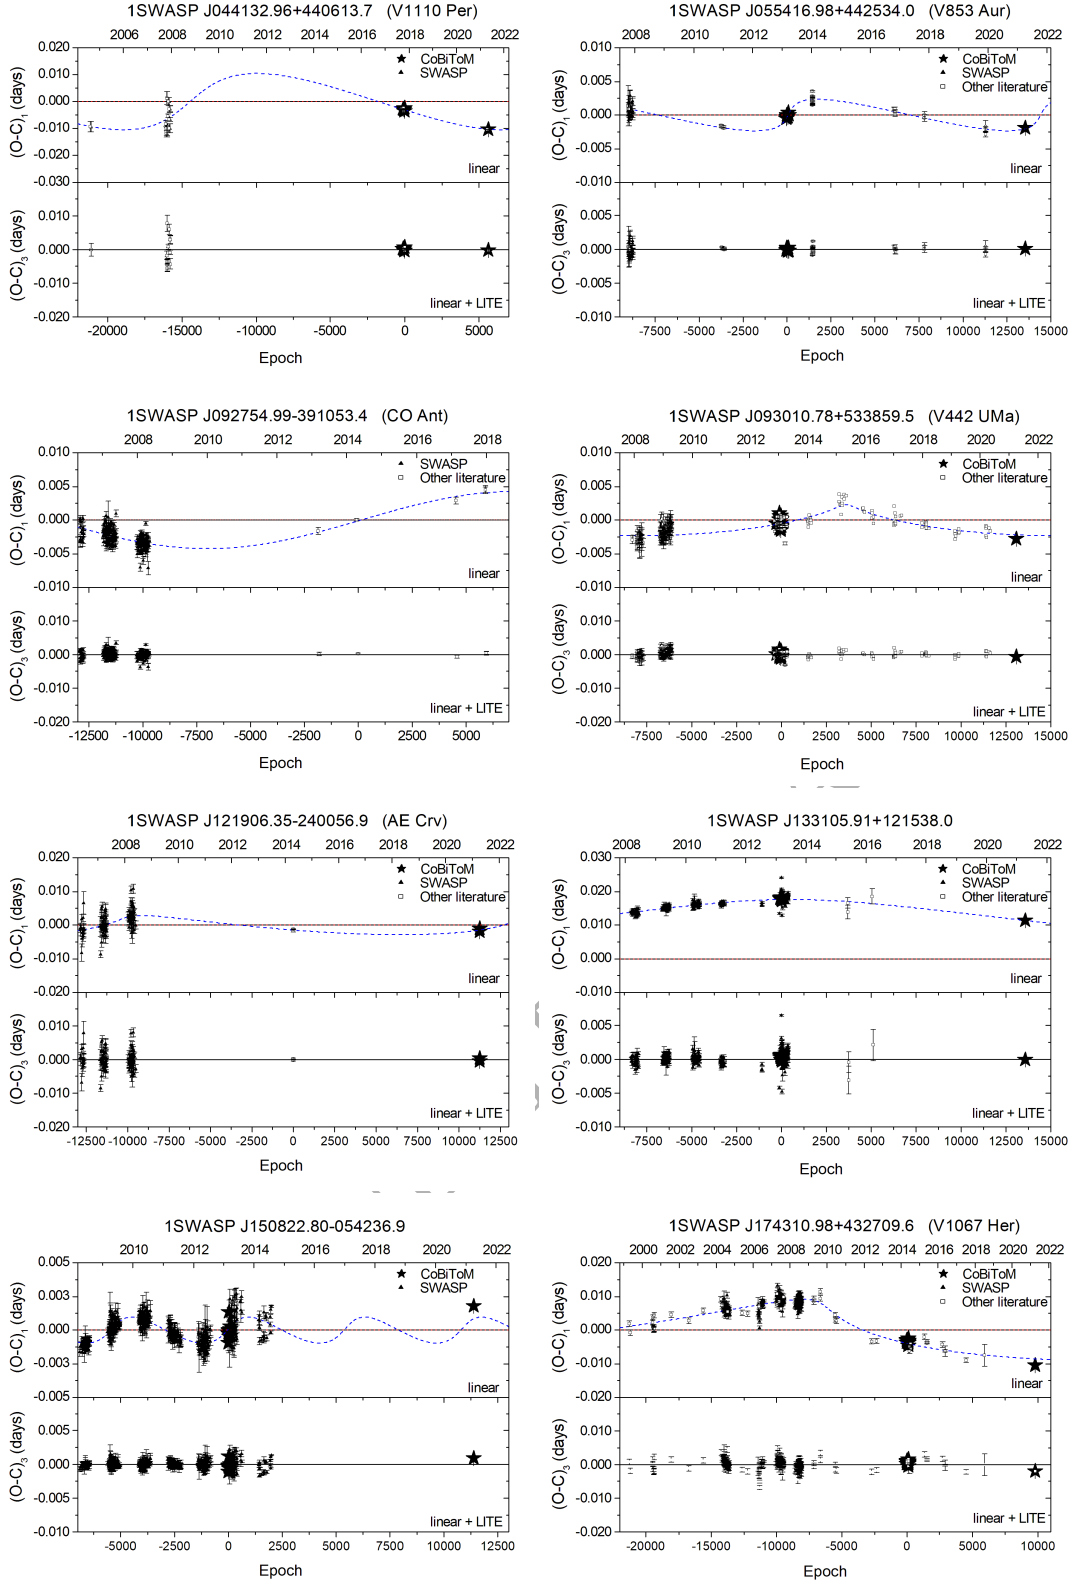 1SWASP J044132.96+440613.7 (V1110 Per)
2006 2008 2010 2011 2014 2016 2017 2020 2021 2022
0.020
0.010
0.000
-0.010
-0.020
-0.030
(O-C)1 (days)
CoBiToM
SWASP
linear
0.010
0.000
-0.010
-0.020
(O-C)3 (days)
linear + LITE
-20000 -15000 -10000 -5000 0 5000
Epoch
1SWASP J055416.98+442534.0 (V853 Aur)
2008 2010 2011 2013 2014 2016 2018 2019 2021 2022
0.010
0.005
0.000
-0.005
-0.010
(O-C)1 (days)
CoBiToM
SWASP
Other literature
linear
0.005
0.000
-0.005
-0.010
(O-C)3 (days)
linear + LITE
-7500 -5000 -2500 0 2500 5000 7500 10000 12500 15000
Epoch
1SWASP J092754.99-391053.4 (CO Ant)
2008 2010 2012 2014 2016 2018
0.010
0.005
0.000
-0.005
-0.010
(O-C)1 (days)
SWASP
Other literature
linear
0.010
0.000
-0.010
-0.020
(O-C)3 (days)
linear + LITE
-12500 -10000 -7500 -5000 -2500 0 2500 5000
Epoch
1SWASP J093010.78+533859.5 (V442 UMa)
2008 2010 2012 2014 2016 2018 2020 2022
0.010
0.005
0.000
-0.005
-0.010
(O-C)1 (days)
CoBiToM
SWASP
Other literature
linear
0.010
0.000
-0.010
-0.020
(O-C)3 (days)
linear + LITE
-7500 -5000 -2500 0 2500 5000 7500 10000 12500 15000
Epoch
1SWASP J121906.35-240056.9 (AE Crv)
2006 2008 2010 2012 2014 2016 2018 2020 2022
0.020
0.010
0.000
-0.010
-0.020
(O-C)1 (days)
CoBiToM
SWASP
Other literature
linear
0.010
0.000
-0.010
-0.020
(O-C)3 (days)
linear + LITE
-12500 -10000 -7500 -5000 -2500 0 2500 5000 7500 10000 12500
Epoch
1SWASP J133105.91+121538.0
2008 2010 2012 2013 2015 2018 2020 2022
0.030
0.020
0.010
0.000
-0.010
(O-C)1 (days)
CoBiToM
SWASP
Other literature
linear
0.005
0.000
-0.005
-0.010
(O-C)3 (days)
linear + LITE
-7500 -5000 -2500 0 2500 5000 7500 10000 12500 15000
Epoch
1SWASP J150822.80-054236.9
2010 2012 2013 2014 2016 2018 2020 2022
0.005
0.003
0.000
-0.003
-0.005
(O-C)1 (days)
CoBiToM
SWASP
linear
0.005
0.000
-0.005
-0.010
(O-C)3 (days)
linear + LITE
-5000 -2500 0 2500 5000 7500 10000 12500
Epoch
1SWASP J174310.98+432709.6 (V1067 Her)
2000 2002 2004 2006 2008 2010 2012 2014 2016 2018 2021 2022
0.020
0.010
0.000
-0.010
-0.020
(O-C)1 (days)
CoBiToM
SWASP
Other literature
linear
0.010
0.000
-0.010
-0.020
(O-C)3 (days)
linear + LITE
-20000 -15000 -10000 -5000 0 5000 10000
Epoch